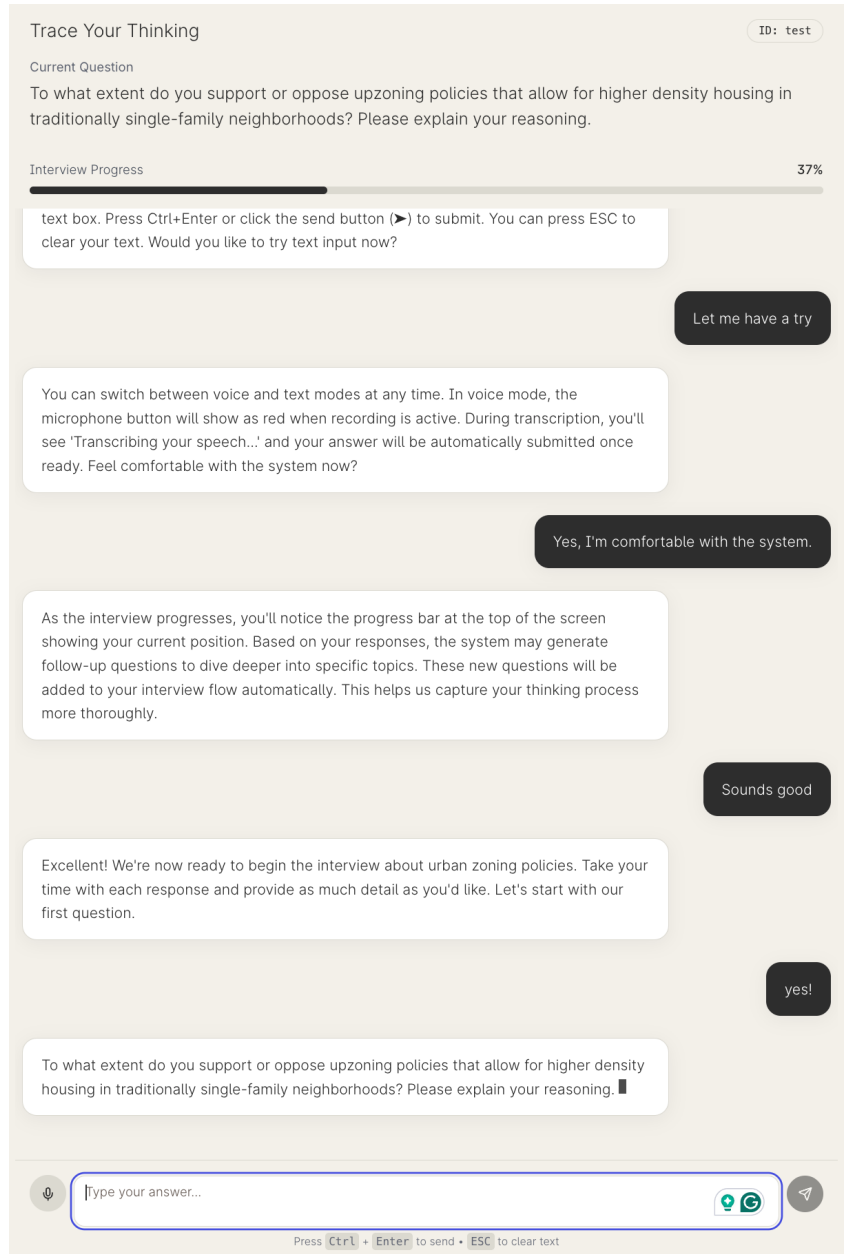 Trace Your Thinking
ID: test
Current Question
To what extent do you support or oppose upzoning policies that allow for higher density housing in
traditionally single-family neighborhoods? Please explain your reasoning.
Interview Progress
37%
text box. Press Ctrl+Enter or click the send button (➤) to submit. You can press ESC to
clear your text. Would you like to try text input now?
Let me have a try
You can switch between voice and text modes at any time. In voice mode, the
microphone button will show as red when recording is active. During transcription, you'll
see 'Transcribing your speech...' and your answer will be automatically submitted once
ready. Feel comfortable with the system now?
Yes, I'm comfortable with the system.
As the interview progresses, you'll notice the progress bar at the top of the screen
showing your current position. Based on your responses, the system may generate
follow-up questions to dive deeper into specific topics. These new questions will be
added to your interview flow automatically. This helps us capture your thinking process
more thoroughly.
Sounds good
Excellent! We're now ready to begin the interview about urban zoning policies. Take your
time with each response and provide as much detail as you'd like. Let's start with our
first question.
yes!
To what extent do you support or oppose upzoning policies that allow for higher density
housing in traditionally single-family neighborhoods? Please explain your reasoning.
Type your answer...
Press Ctrl + Enter to send • ESC to clear text